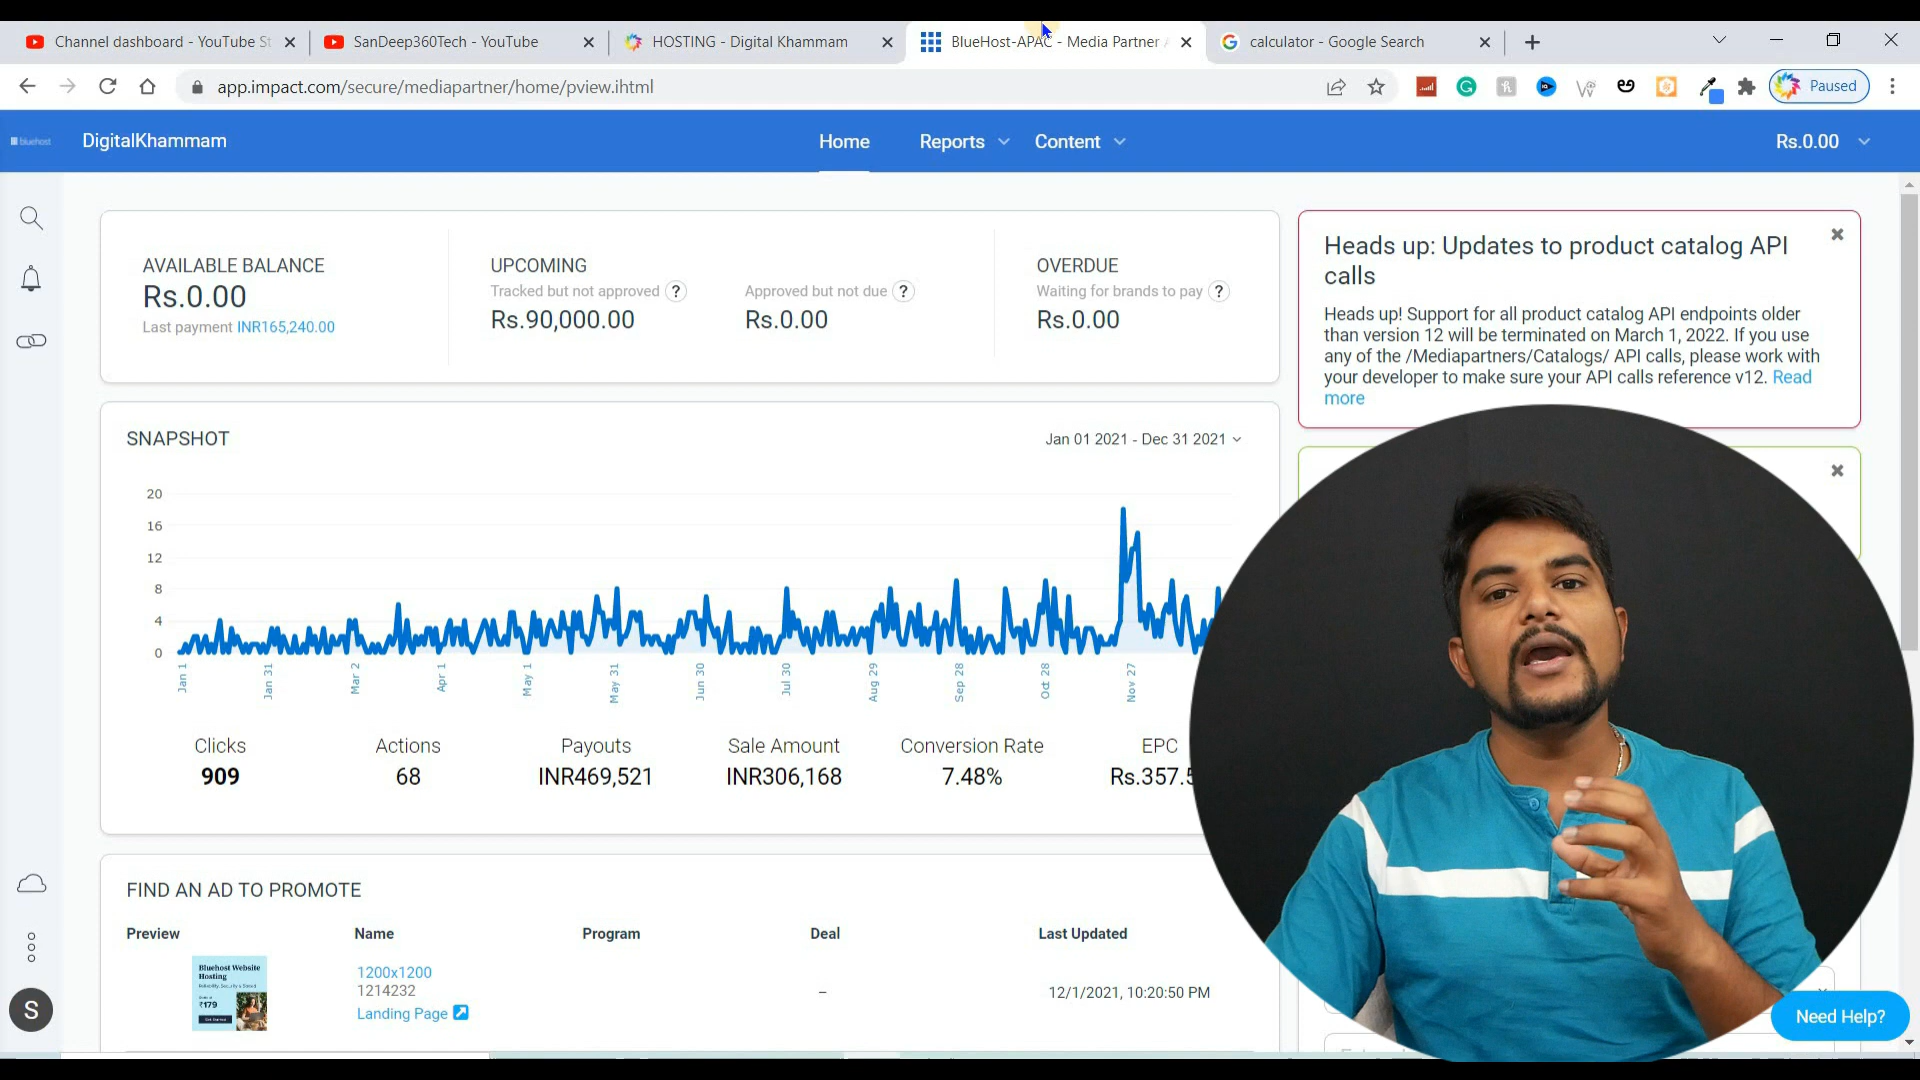 Channel dashboard - YouTube St
SanDeep360Tech - YouTube
HOSTING - Digital Khammam
BlueHost-APAC - Media Partner
calculator - Google Search
app.impact.com/secure/mediapartner/home/pview.ihtml
Paused
bluehost
DigitalKhammam
Home
Reports
Content
Rs.0.00
AVAILABLE BALANCE
Rs.0.00
Last payment INR165,240.00
UPCOMING
Tracked but not approved ?
Rs.90,000.00
Approved but not due ?
Rs.0.00
OVERDUE
Waiting for brands to pay ?
Rs.0.00
Heads up: Updates to product catalog API
calls
Heads up! Support for all product catalog API endpoints older
than version 12 will be terminated on March 1, 2022. If you use
any of the /Mediapartners/Catalogs/ API calls, please work with
your developer to make sure your API calls reference v12. Read
more
SNAPSHOT
Jan 01 2021 - Dec 31 2021
20
16
12
8
4
0
Jan 1
Jan 31
Mar 2
Apr 1
May 1
May 31
Jun 30
Jul 30
Aug 29
Sep 28
Oct 28
Nov 27
Clicks
909
Actions
68
Payouts
INR469,521
Sale Amount
INR306,168
Conversion Rate
7.48%
EPC
Rs.357.5
FIND AN AD TO PROMOTE
Preview
Name
Program
Deal
Last Updated
Bluehost Website
Hosting
₹179
1200x1200
1214232
Landing Page
–
12/1/2021, 10:20:50 PM
S
Need Help?